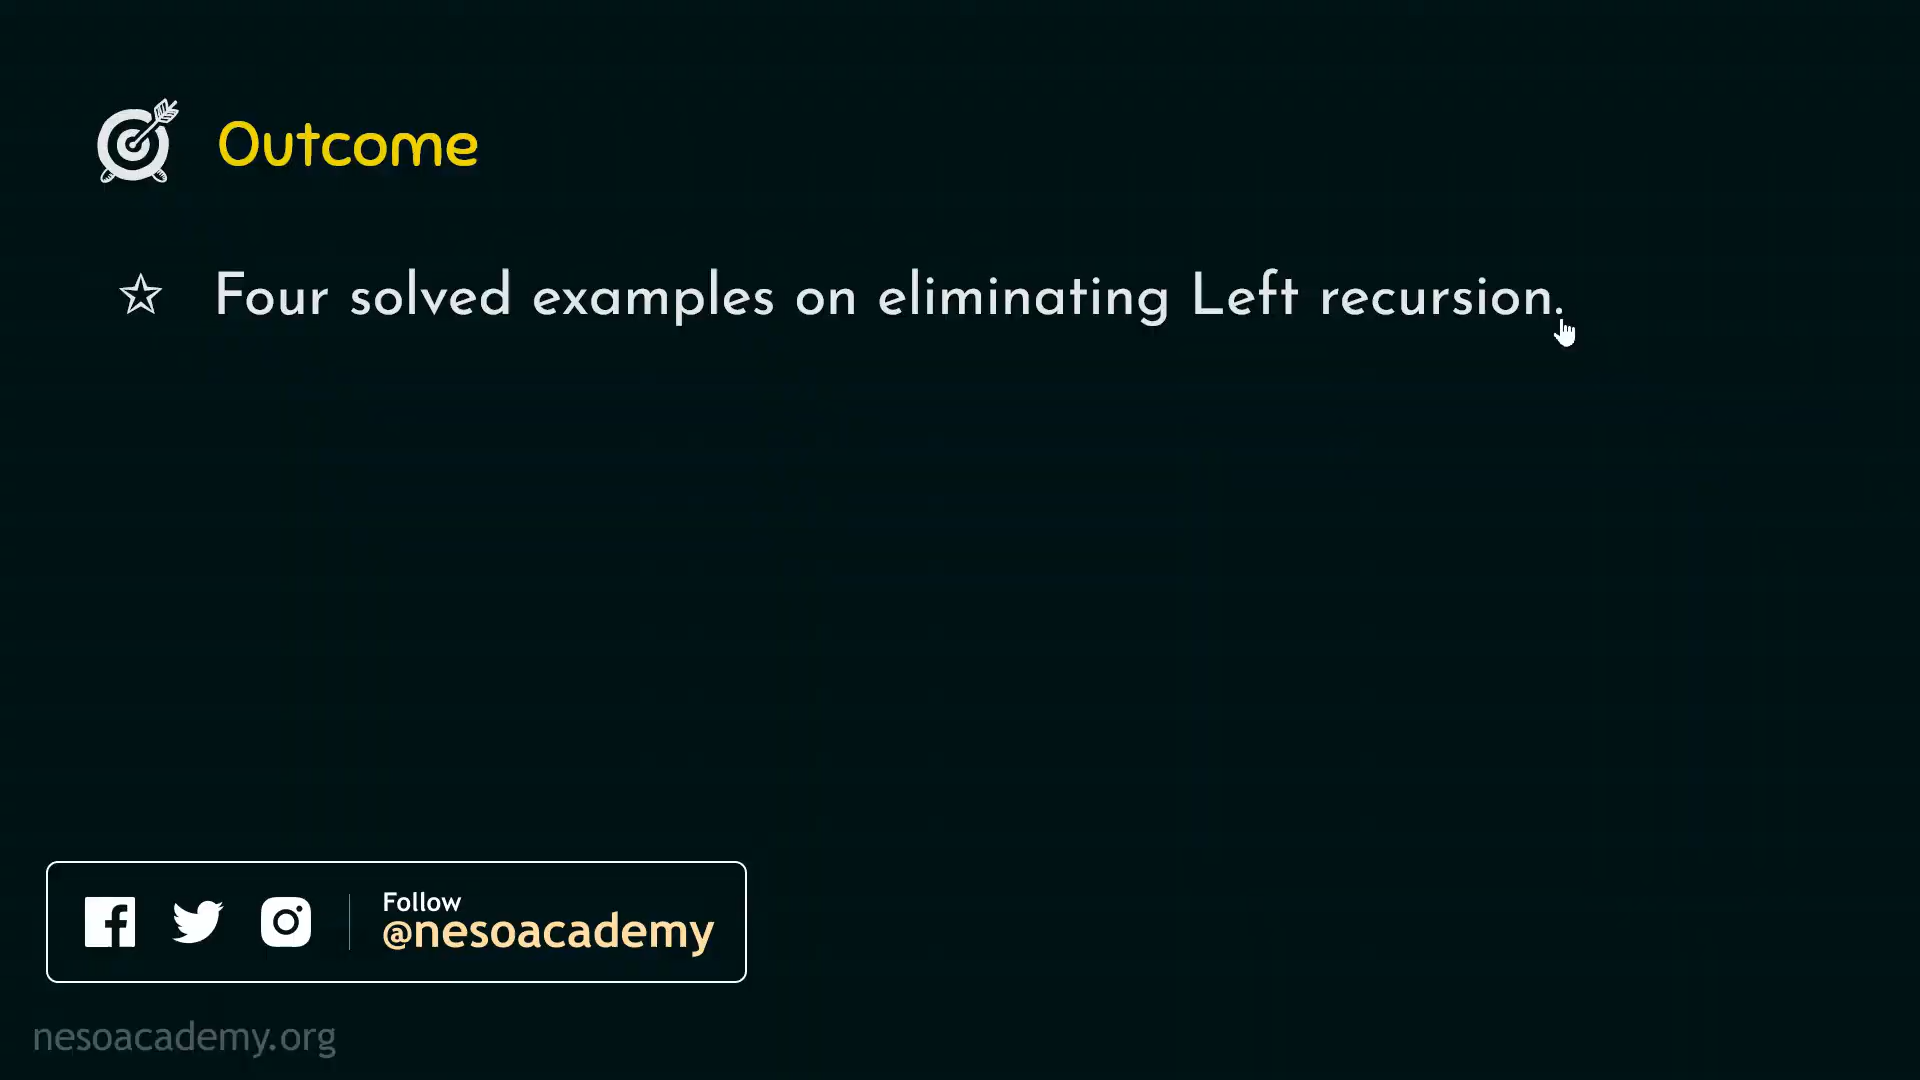 Outcome
☆ Four solved examples on eliminating Left recursion.
Follow
@nesoacademy
nesoacademy.org